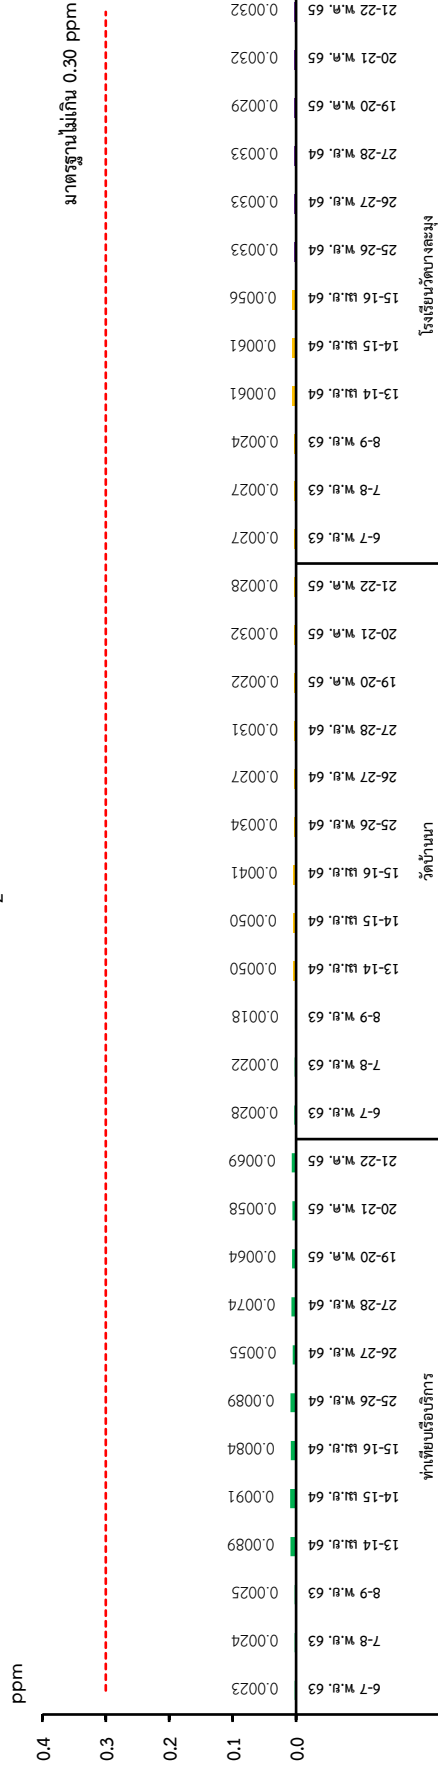 ppm
มาตรฐานไม่เกิน 0.30 ppm
0.4
0.3
0.2
0.1
0.0
0.0023
0.0024
0.0025
0.0089
0.0091
0.0084
0.0089
0.0055
0.0074
0.0064
0.0058
0.0069
0.0028
0.0022
0.0018
0.0050
0.0050
0.0041
0.0034
0.0027
0.0031
0.0022
0.0032
0.0028
0.0027
0.0027
0.0024
0.0061
0.0061
0.0056
0.0033
0.0033
0.0033
0.0029
0.0032
0.0032
6-7 พ.ย. 63
7-8 พ.ย. 63
8-9 พ.ย. 63
13-14 เม.ย. 64
14-15 เม.ย. 64
15-16 เม.ย. 64
25-26 พ.ย. 64
26-27 พ.ย. 64
27-28 พ.ย. 64
19-20 พ.ค. 65
20-21 พ.ค. 65
21-22 พ.ค. 65
6-7 พ.ย. 63
7-8 พ.ย. 63
8-9 พ.ย. 63
13-14 เม.ย. 64
14-15 เม.ย. 64
15-16 เม.ย. 64
25-26 พ.ย. 64
26-27 พ.ย. 64
27-28 พ.ย. 64
19-20 พ.ค. 65
20-21 พ.ค. 65
21-22 พ.ค. 65
6-7 พ.ย. 63
7-8 พ.ย. 63
8-9 พ.ย. 63
13-14 เม.ย. 64
14-15 เม.ย. 64
15-16 เม.ย. 64
25-26 พ.ย. 64
26-27 พ.ย. 64
27-28 พ.ย. 64
19-20 พ.ค. 65
20-21 พ.ค. 65
21-22 พ.ค. 65
ท่าเทียบเรือบริการ
วัดบ้านนา
โรงเรียนวัดบางละมุง